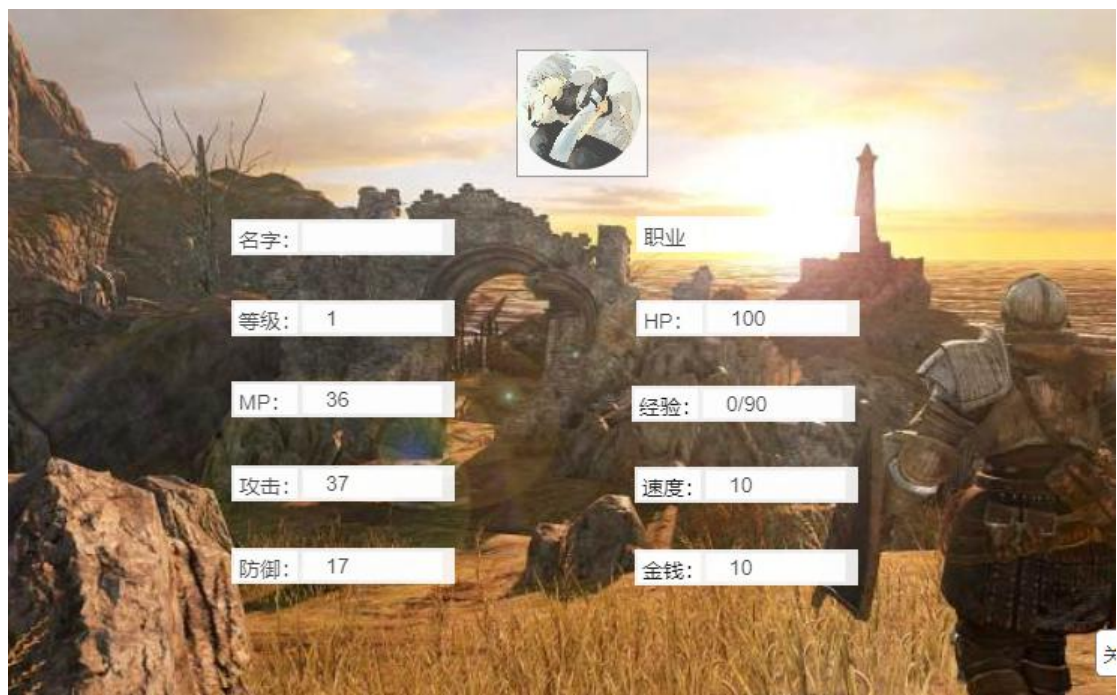 名字：
职业
等级： 1
HP： 100
MP： 36
经验： 0/90
攻击： 37
速度： 10
防御： 17
金钱： 10
关